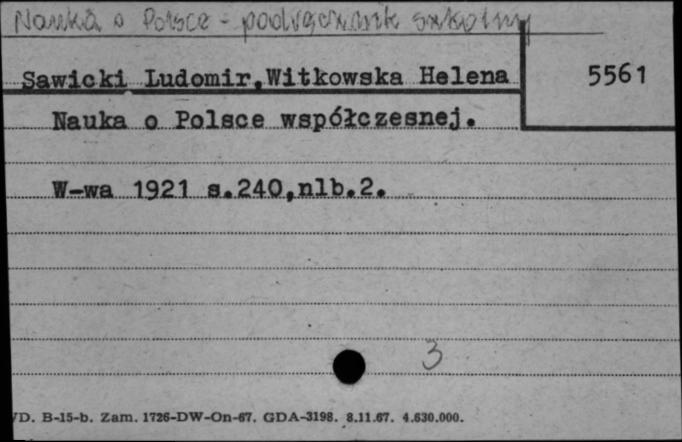 Nauka o Polsce - podręcznik szkolny
Sawicki Ludomir,Witkowska Helena
5561
Nauka o Polsce współczesnej.
W-wa 1921 s.240,nlb.2.
3
D. B-15-b. Zam. 1726-DW-On-67. GDA-3198. 8.11.67. 4.630.000.